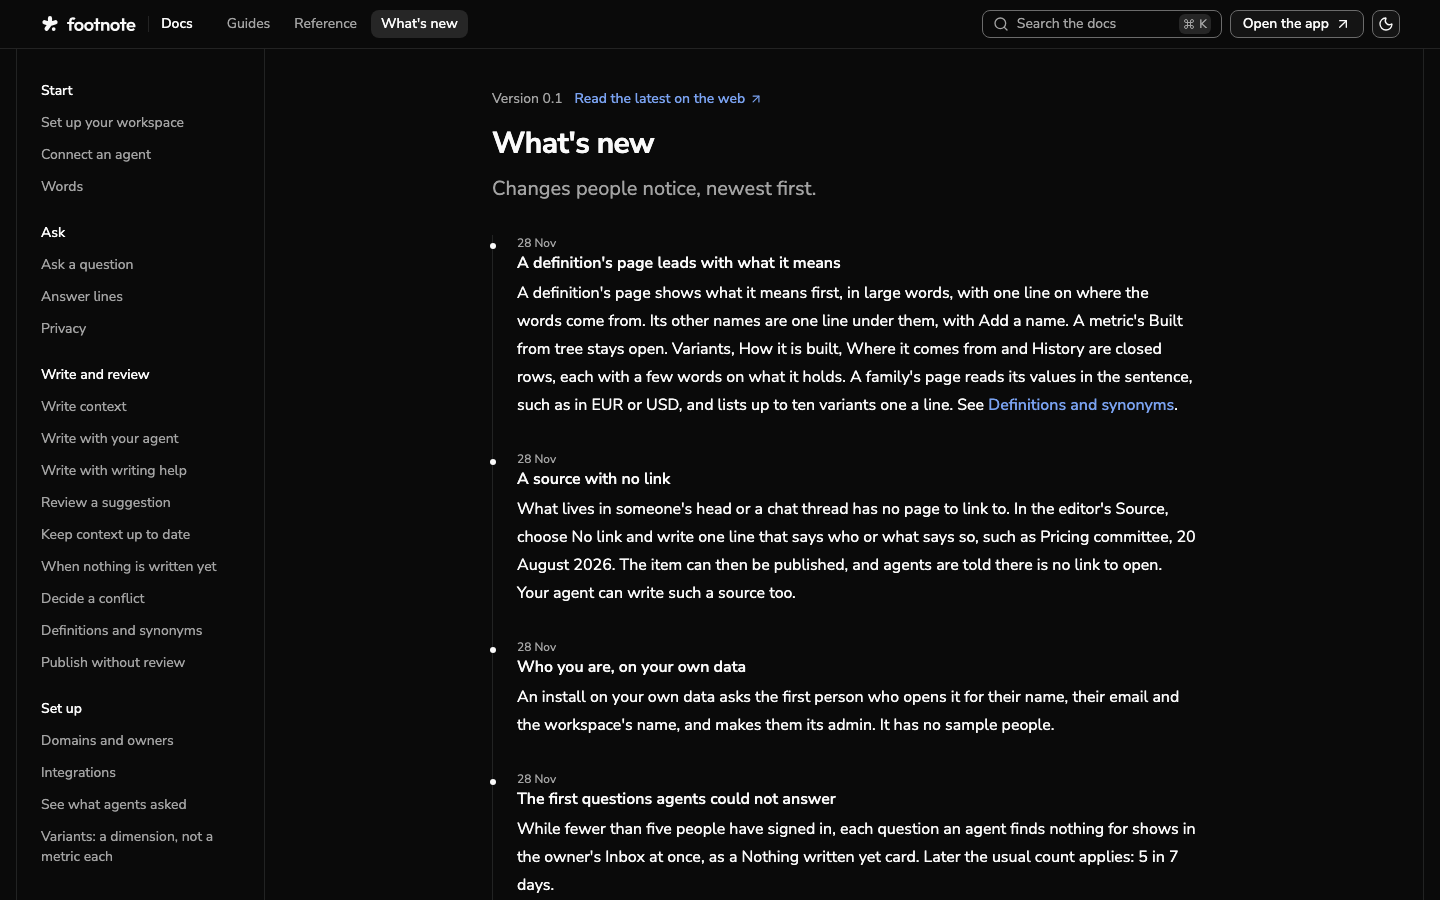 footnote
Docs
Guides
Reference
What's new
Search the docs
⌘ K
Open the app
Start
Set up your workspace
Connect an agent
Words
Ask
Ask a question
Answer lines
Privacy
Write and review
Write context
Write with your agent
Write with writing help
Review a suggestion
Keep context up to date
When nothing is written yet
Decide a conflict
Definitions and synonyms
Publish without review
Set up
Domains and owners
Integrations
See what agents asked
Variants: a dimension, not a
metric each
Version 0.1 Read the latest on the web
What's new
Changes people notice, newest first.
28 Nov
A definition's page leads with what it means
A definition's page shows what it means first, in large words, with one line on where the
words come from. Its other names are one line under them, with Add a name. A metric's Built
from tree stays open. Variants, How it is built, Where it comes from and History are closed
rows, each with a few words on what it holds. A family's page reads its values in the sentence,
such as in EUR or USD, and lists up to ten variants one a line. See Definitions and synonyms.
28 Nov
A source with no link
What lives in someone's head or a chat thread has no page to link to. In the editor's Source,
choose No link and write one line that says who or what says so, such as Pricing committee, 20
August 2026. The item can then be published, and agents are told there is no link to open.
Your agent can write such a source too.
28 Nov
Who you are, on your own data
An install on your own data asks the first person who opens it for their name, their email and
the workspace's name, and makes them its admin. It has no sample people.
28 Nov
The first questions agents could not answer
While fewer than five people have signed in, each question an agent finds nothing for shows in
the owner's Inbox at once, as a Nothing written yet card. Later the usual count applies: 5 in 7
days.